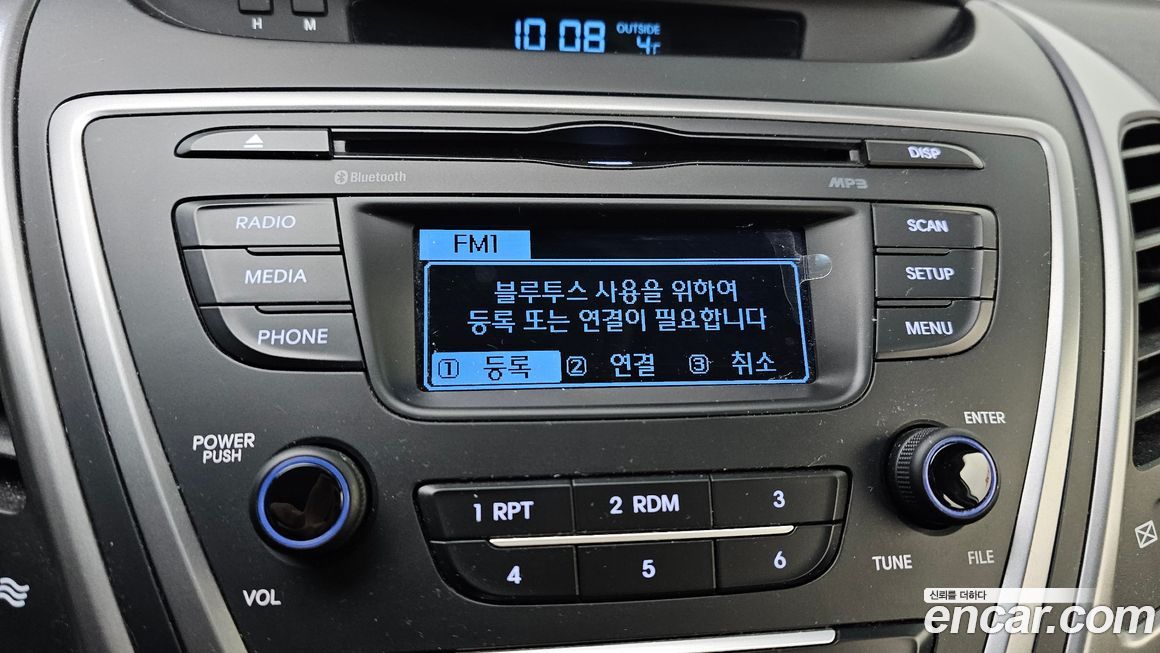 H M
10 08 OUTSIDE
DISP
Bluetooth MP3
RADIO
MEDIA
PHONE
FM1
블루투스 사용을 위하여
등록 또는 연결이 필요합니다
1 등록 2 연결 3 취소
SCAN
SETUP
MENU
POWER
PUSH
VOL
1 RPT 2 RDM 3
4 5 6
ENTER
TUNE FILE
신뢰를 더하다
encar.com